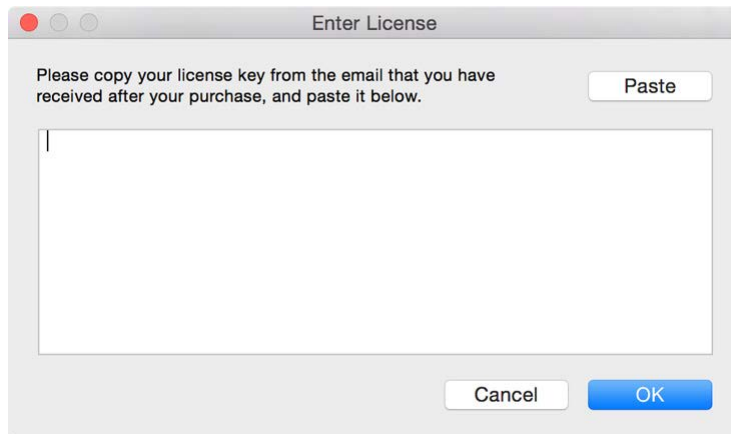 Enter License
Please copy your license key from the email that you have
received after your purchase, and paste it below.
Paste
Cancel
OK